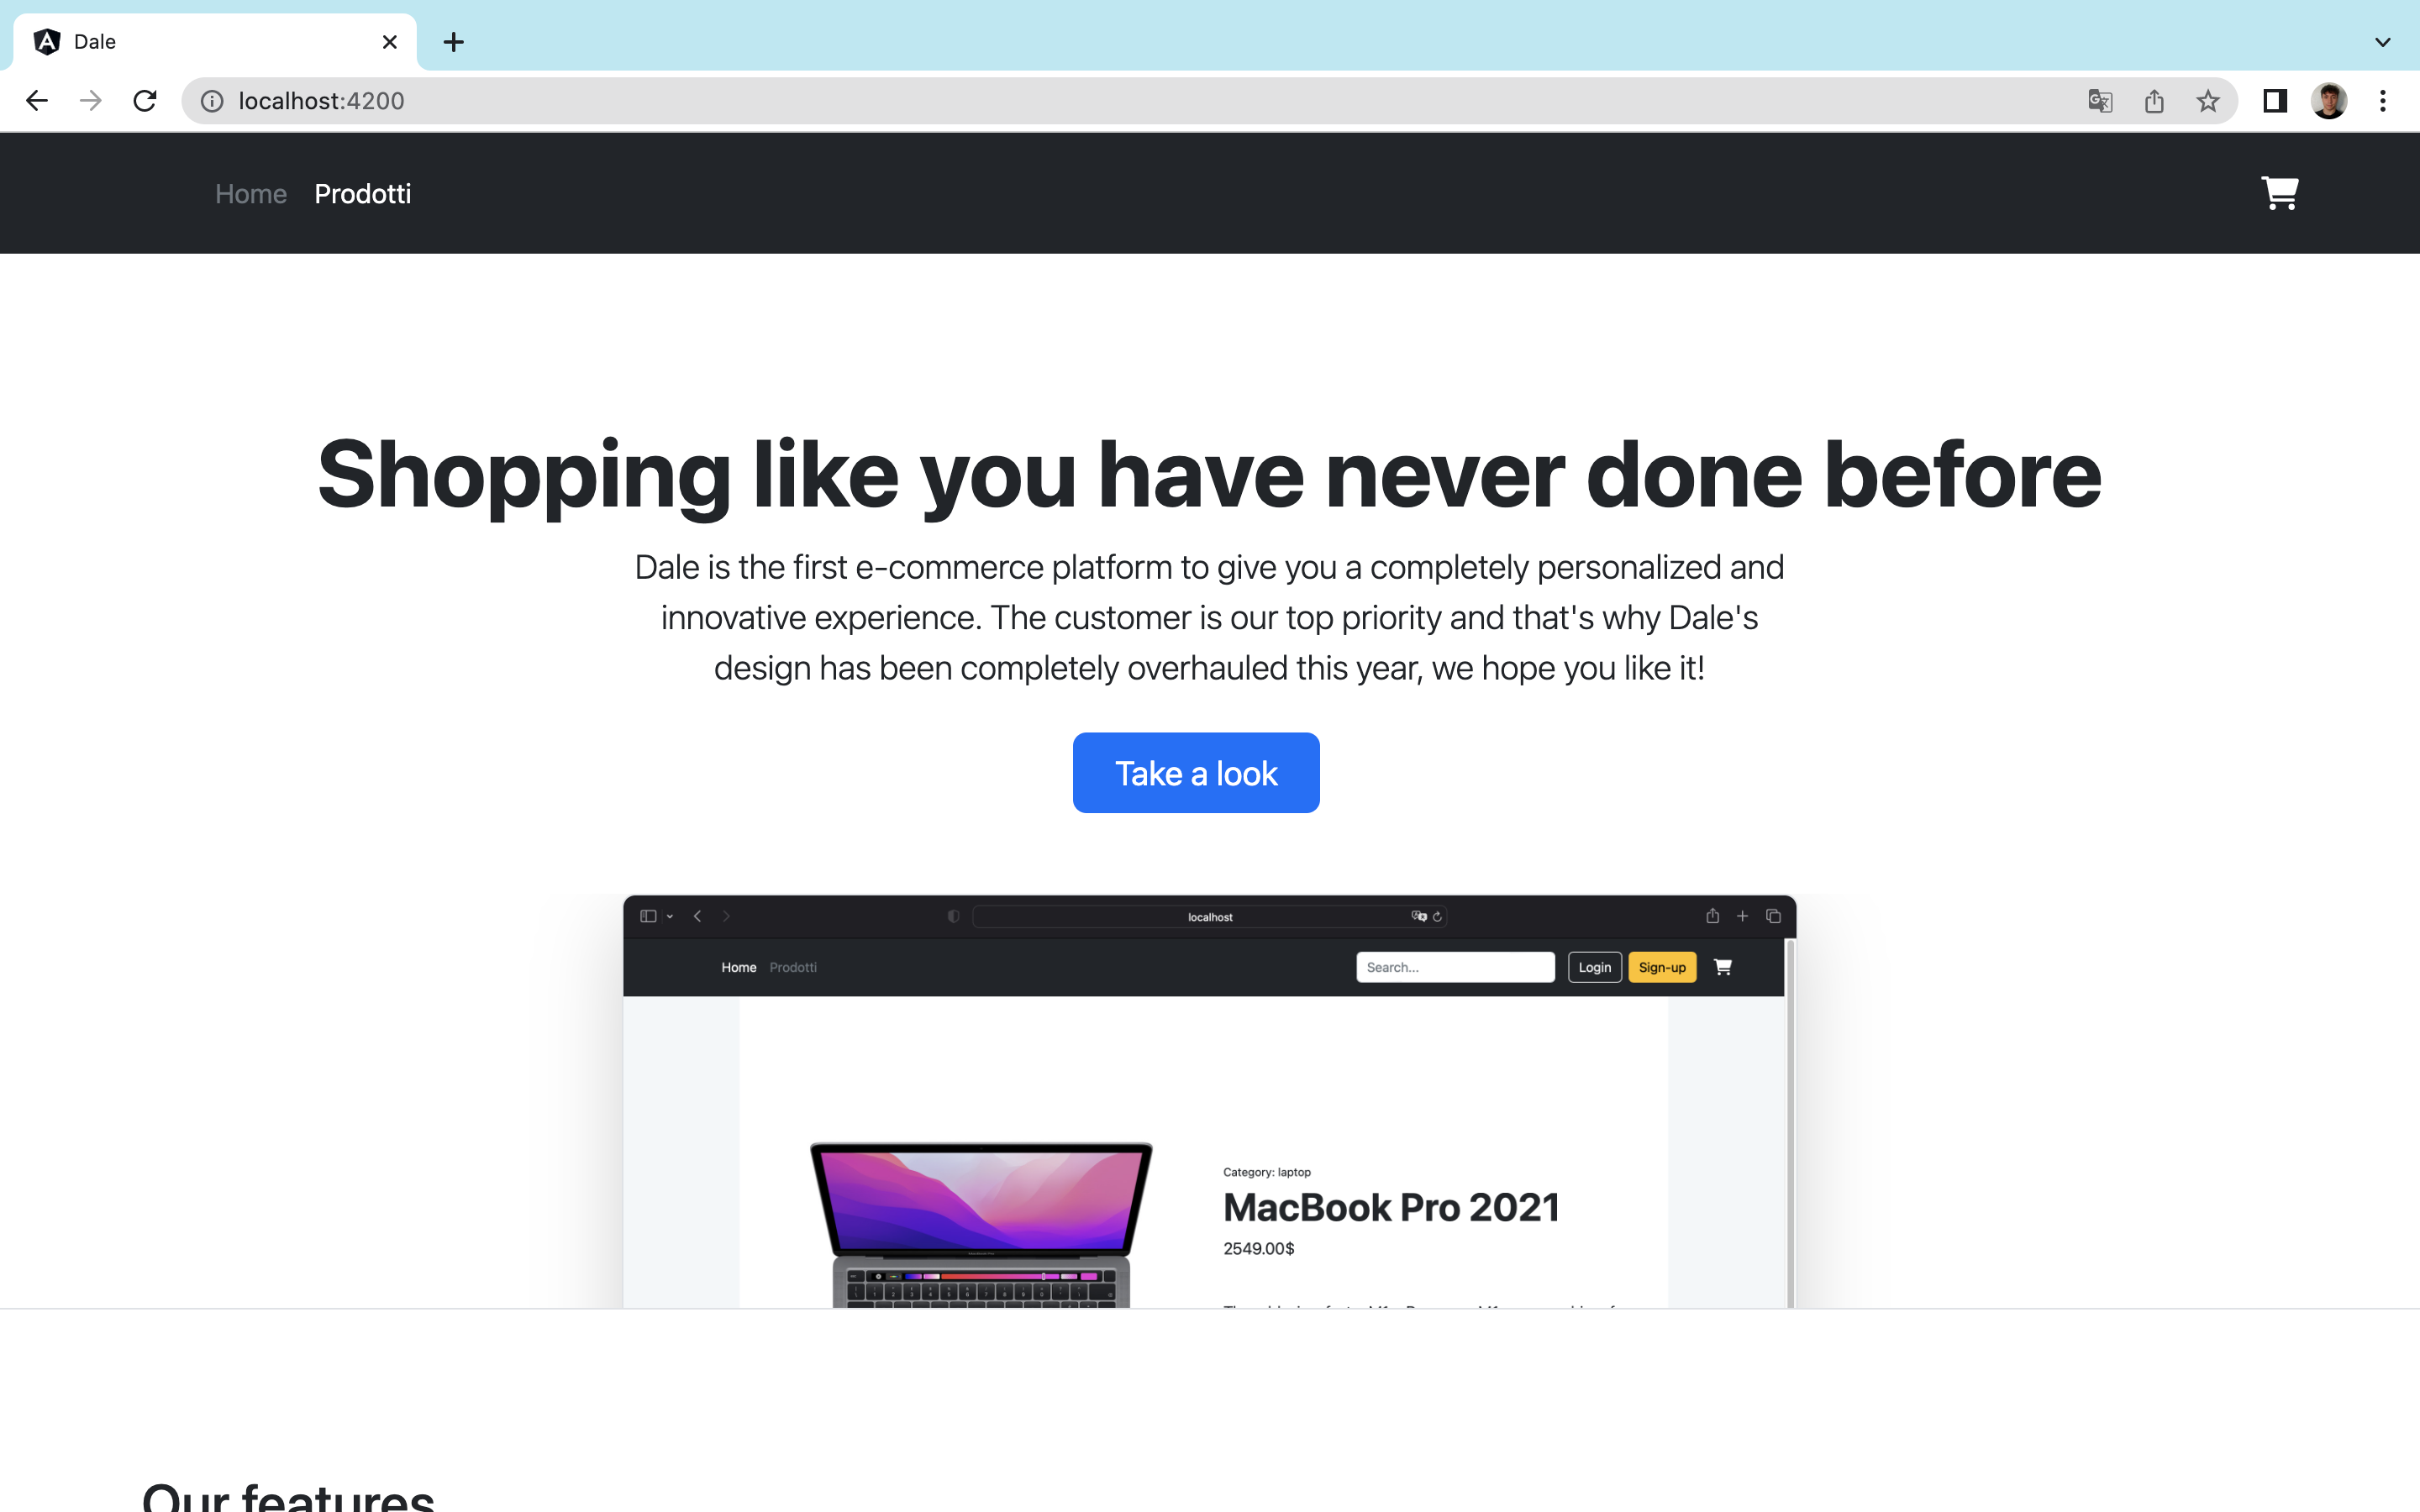 Dale
localhost:4200
Home Prodotti
Shopping like you have never done before
Dale is the first e-commerce platform to give you a completely personalized and
innovative experience. The customer is our top priority and that's why Dale's
design has been completely overhauled this year, we hope you like it!
Take a look
localhost
Home Prodotti Search... Login Sign-up
Category: laptop
MacBook Pro 2021
2549.00$
Our features